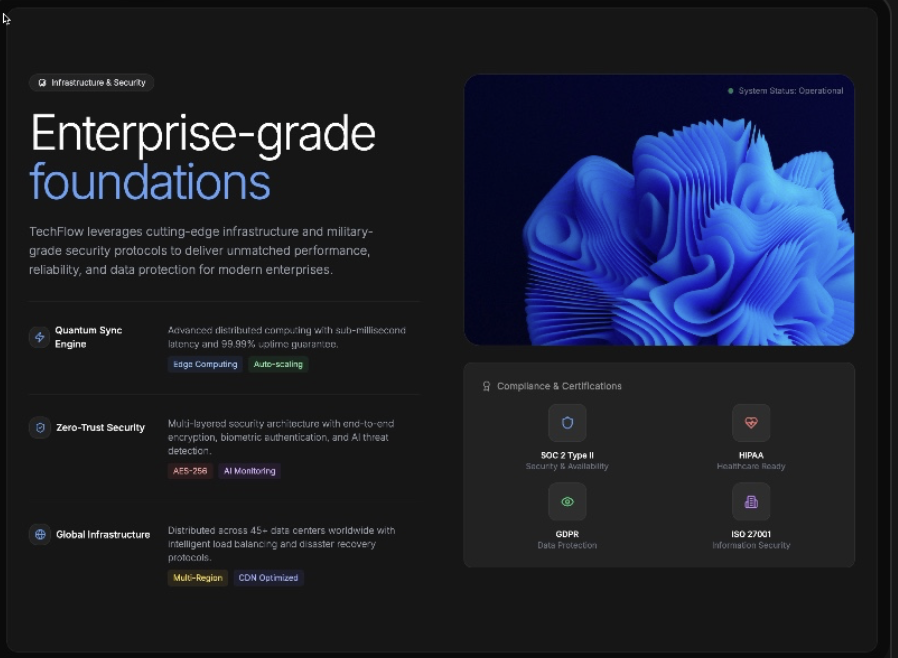 Infrastructure & Security
Enterprise-grade
foundations
TechFlow leverages cutting-edge infrastructure and military-
grade security protocols to deliver unmatched performance,
reliability, and data protection for modern enterprises.
Quantum Sync
Engine
Advanced distributed computing with sub-millisecond
latency and 99.99% uptime guarantee.
Edge Computing
Auto-scaling
Zero-Trust Security
Multi-layered security architecture with end-to-end
encryption, biometric authentication, and AI threat
detection.
AES-256
AI Monitoring
Global Infrastructure
Distributed across 45+ data centers worldwide with
intelligent load balancing and disaster recovery
protocols.
Multi-Region
CDN Optimized
System Status: Operational
Compliance & Certifications
SOC 2 Type II
Security & Availability
HIPAA
Healthcare Ready
GDPR
Data Protection
ISO 27001
Information Security